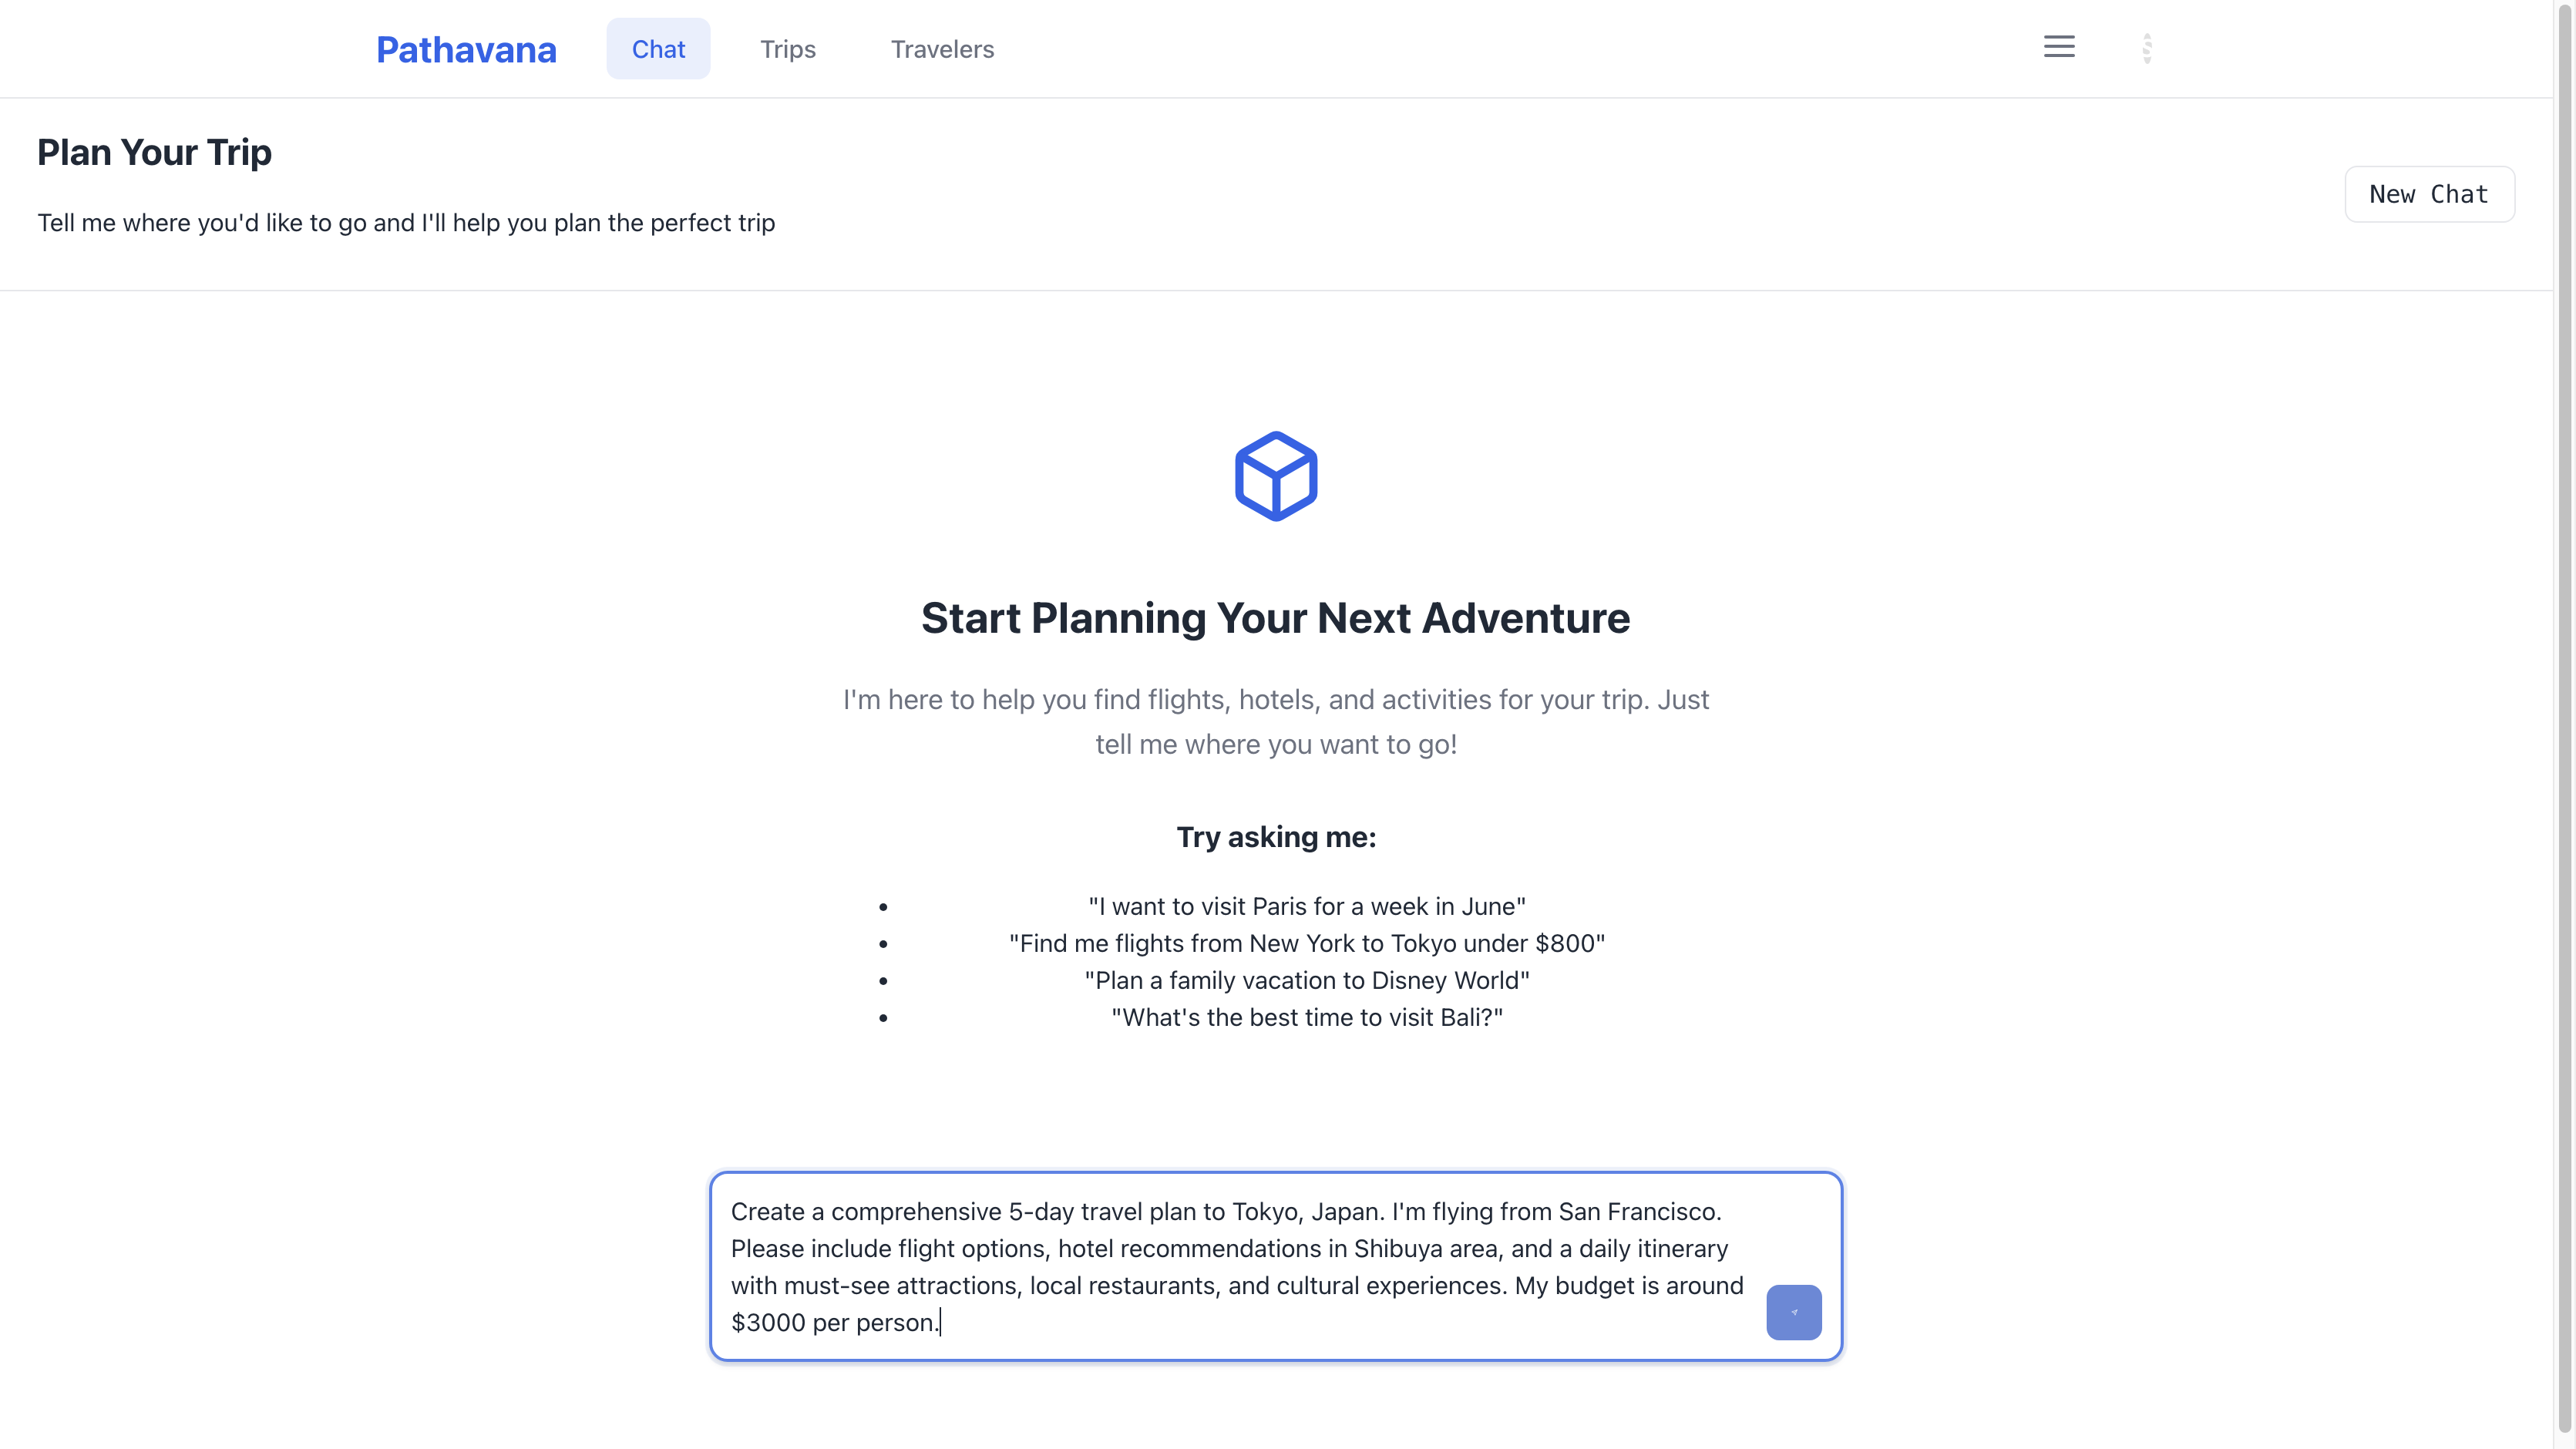 Pathavana
Chat
Trips
Travelers
Plan Your Trip
Tell me where you'd like to go and I'll help you plan the perfect trip
New Chat
Start Planning Your Next Adventure
I'm here to help you find flights, hotels, and activities for your trip. Just
tell me where you want to go!
Try asking me:
"I want to visit Paris for a week in June"
"Find me flights from New York to Tokyo under $800"
"Plan a family vacation to Disney World"
"What's the best time to visit Bali?"
Create a comprehensive 5-day travel plan to Tokyo, Japan. I'm flying from San Francisco.
Please include flight options, hotel recommendations in Shibuya area, and a daily itinerary
with must-see attractions, local restaurants, and cultural experiences. My budget is around
$3000 per person.